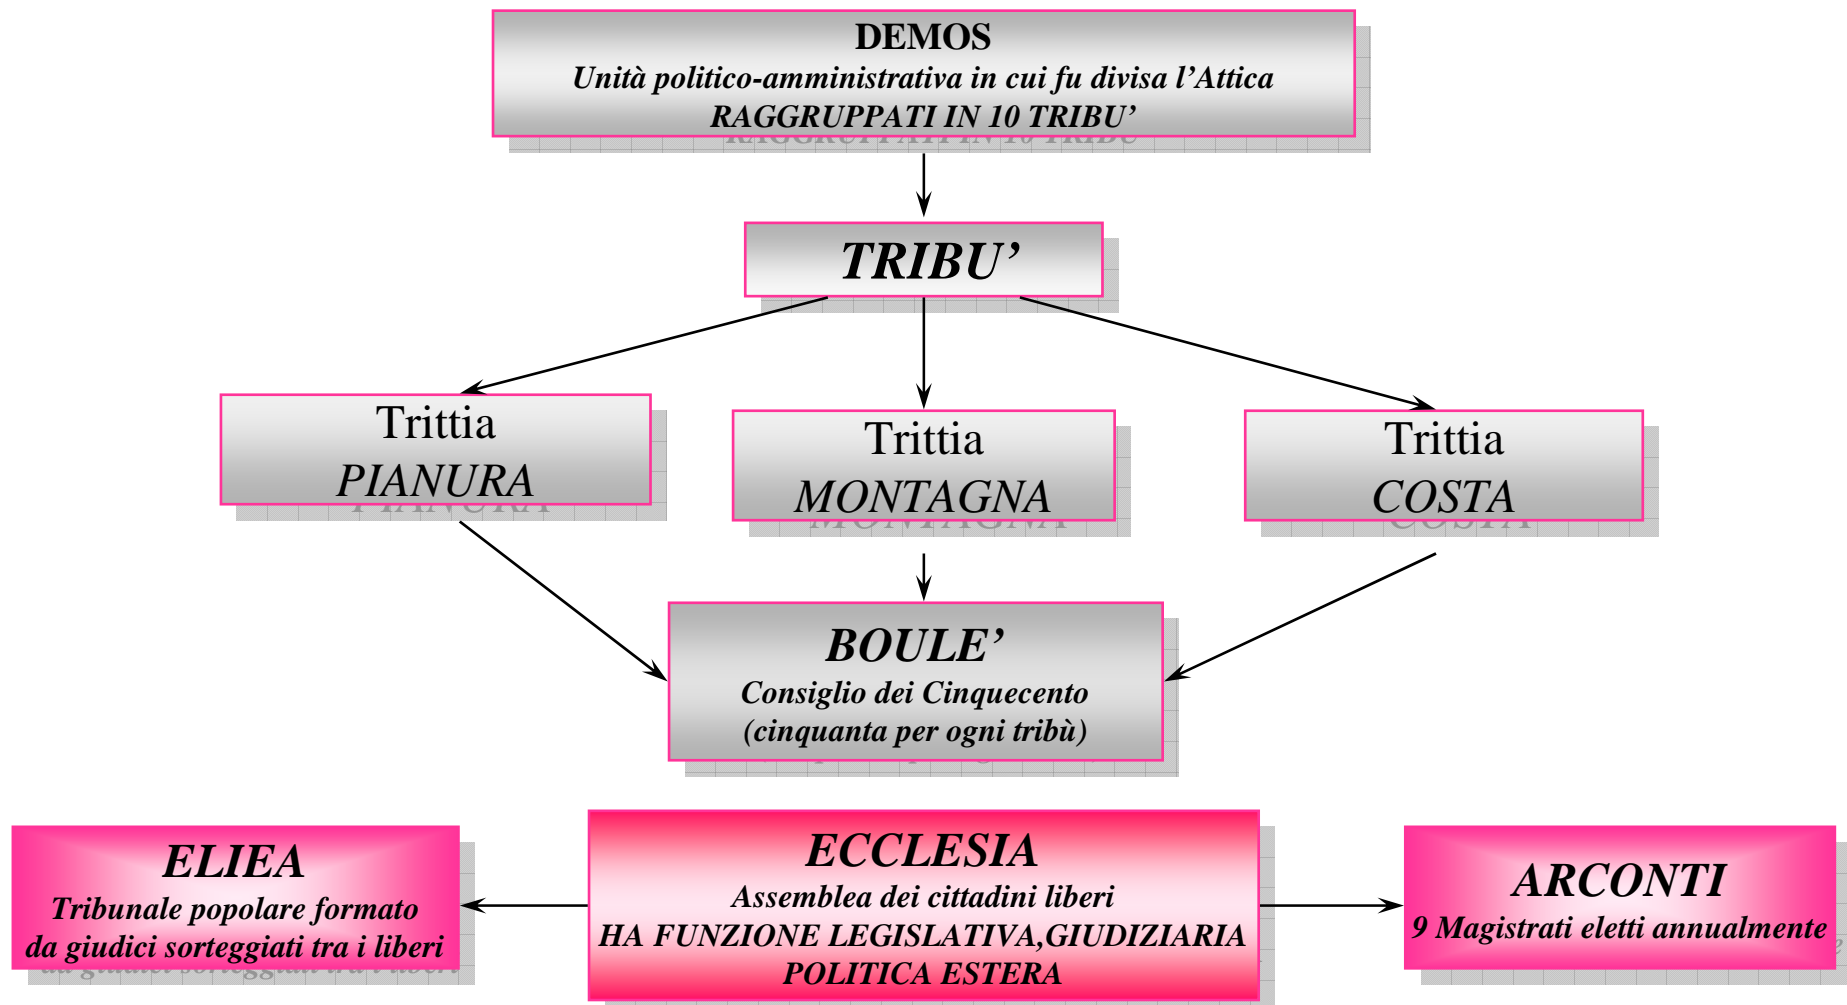 DEMOS
Unità politico-amministrativa in cui fu divisa l’Attica
RAGGRUPPATI IN 10 TRIBU’
TRIBU’
Trittia
PIANURA
Trittia
MONTAGNA
Trittia
COSTA
BOULE’
Consiglio dei Cinquecento
(cinquanta per ogni tribù)
ELIEA
Tribunale popolare formato
da giudici sorteggiati tra i liberi
ECCLESIA
Assemblea dei cittadini liberi
HA FUNZIONE LEGISLATIVA,GIUDIZIARIA
POLITICA ESTERA
ARCONTI
9 Magistrati eletti annualmente